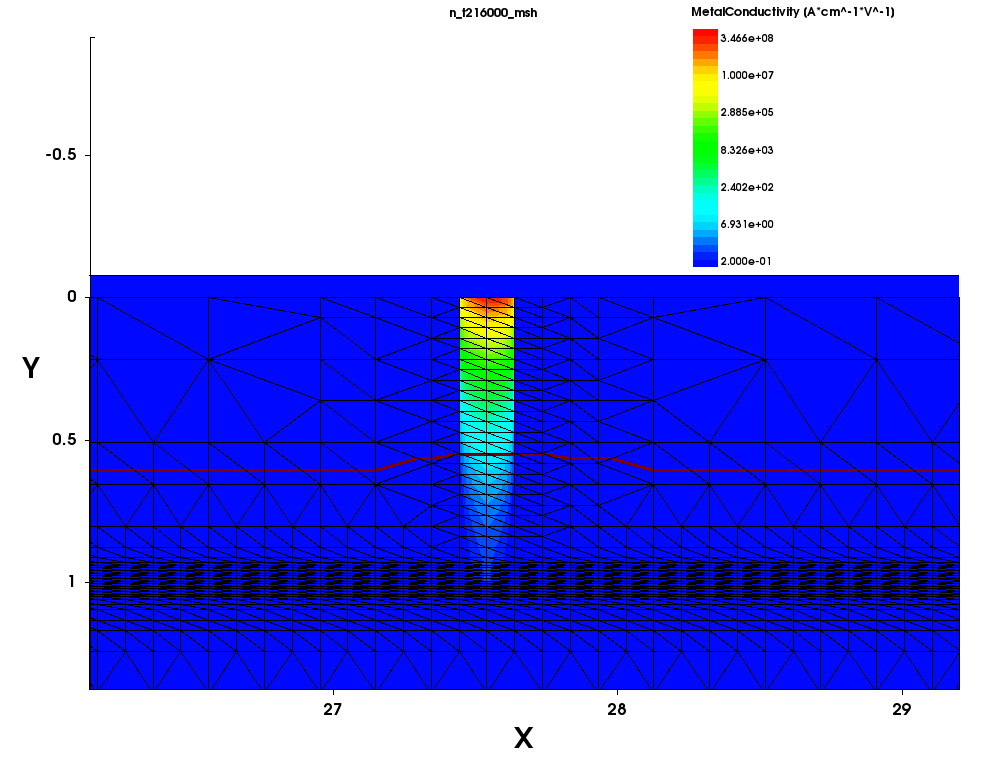 n_t216000_msh
MetalConductivity (A*cm^-1*V^-1)
3.466e+08
1.000e+07
2.885e+05
8.326e+03
2.402e+02
6.931e+00
2.000e-01
-0.5
0
Y
0.5
1
27
28
29
X